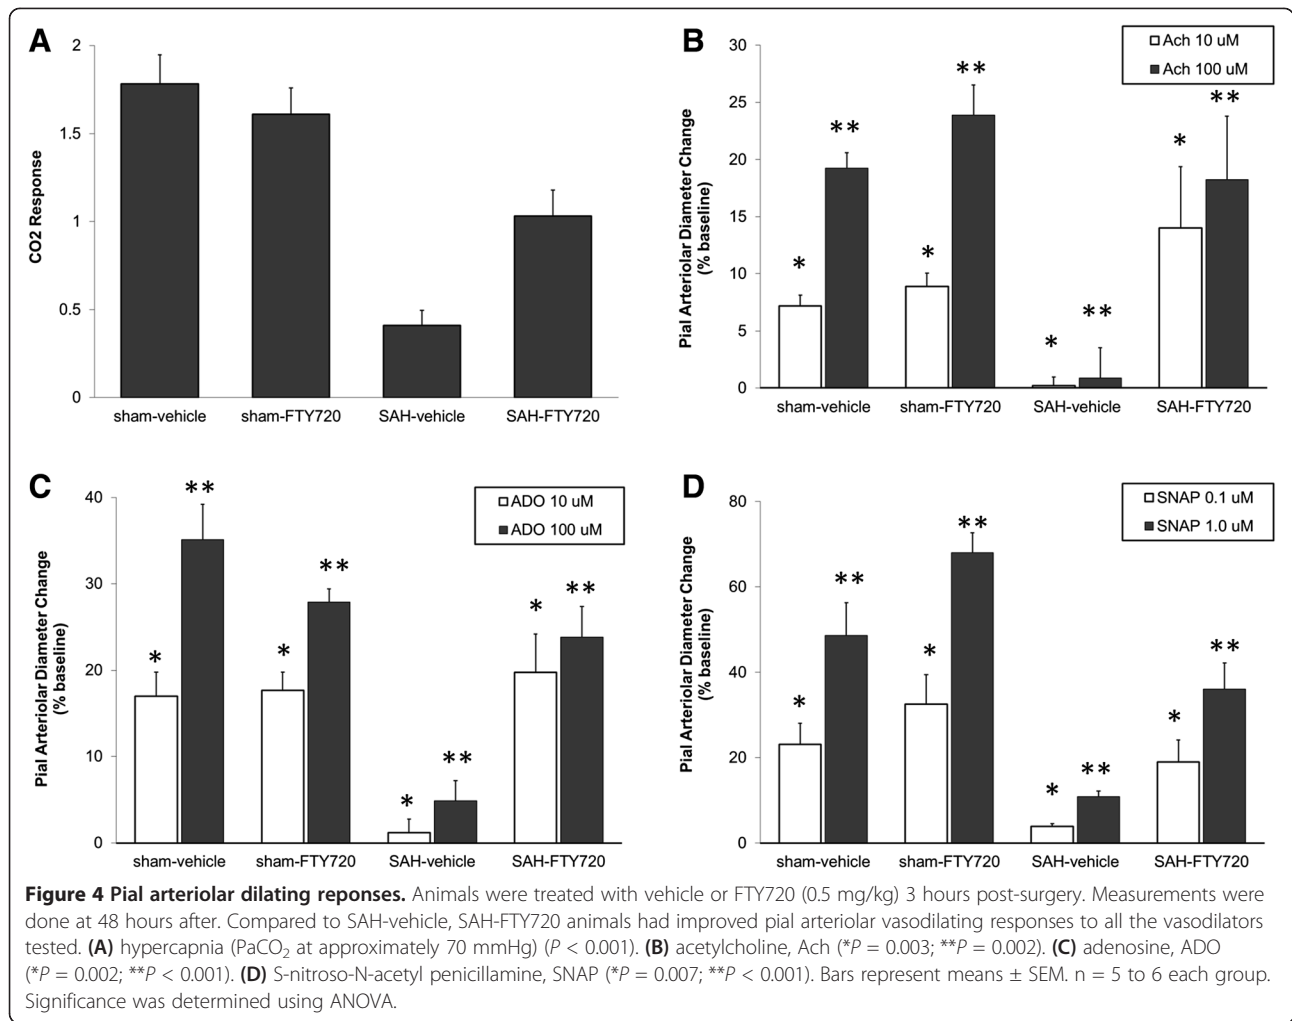 A
2
1.5
1
0.5
0
CO2 Response
sham-vehicle sham-FTY720 SAH-vehicle SAH-FTY720
B
Ach 10 uM
Ach 100 uM
30
25
20
15
10
5
0
Pial Arteriolar Diameter Change
(% baseline)
* ** * ** * ** * **
sham-vehicle sham-FTY720 SAH-vehicle SAH-FTY720
C
ADO 10 uM
ADO 100 uM
40
30
20
10
0
Pial Arteriolar Diameter Change
(% baseline)
* ** * ** * ** * **
sham-vehicle sham-FTY720 SAH-vehicle SAH-FTY720
D
SNAP 0.1 uM
SNAP 1.0 uM
80
60
40
20
0
Pial Arteriolar Diameter Change
(% baseline)
* ** * ** * ** * **
sham-vehicle sham-FTY720 SAH-vehicle SAH-FTY720
Figure 4 Pial arteriolar dilating reponses. Animals were treated with vehicle or FTY720 (0.5 mg/kg) 3 hours post-surgery. Measurements were
done at 48 hours after. Compared to SAH-vehicle, SAH-FTY720 animals had improved pial arteriolar vasodilating responses to all the vasodilators
tested. (A) hypercapnia (PaCO₂ at approximately 70 mmHg) (P < 0.001). (B) acetylcholine, Ach (*P = 0.003; **P = 0.002). (C) adenosine, ADO
(*P = 0.002; **P < 0.001). (D) S-nitroso-N-acetyl penicillamine, SNAP (*P = 0.007; **P < 0.001). Bars represent means ± SEM. n = 5 to 6 each group.
Significance was determined using ANOVA.